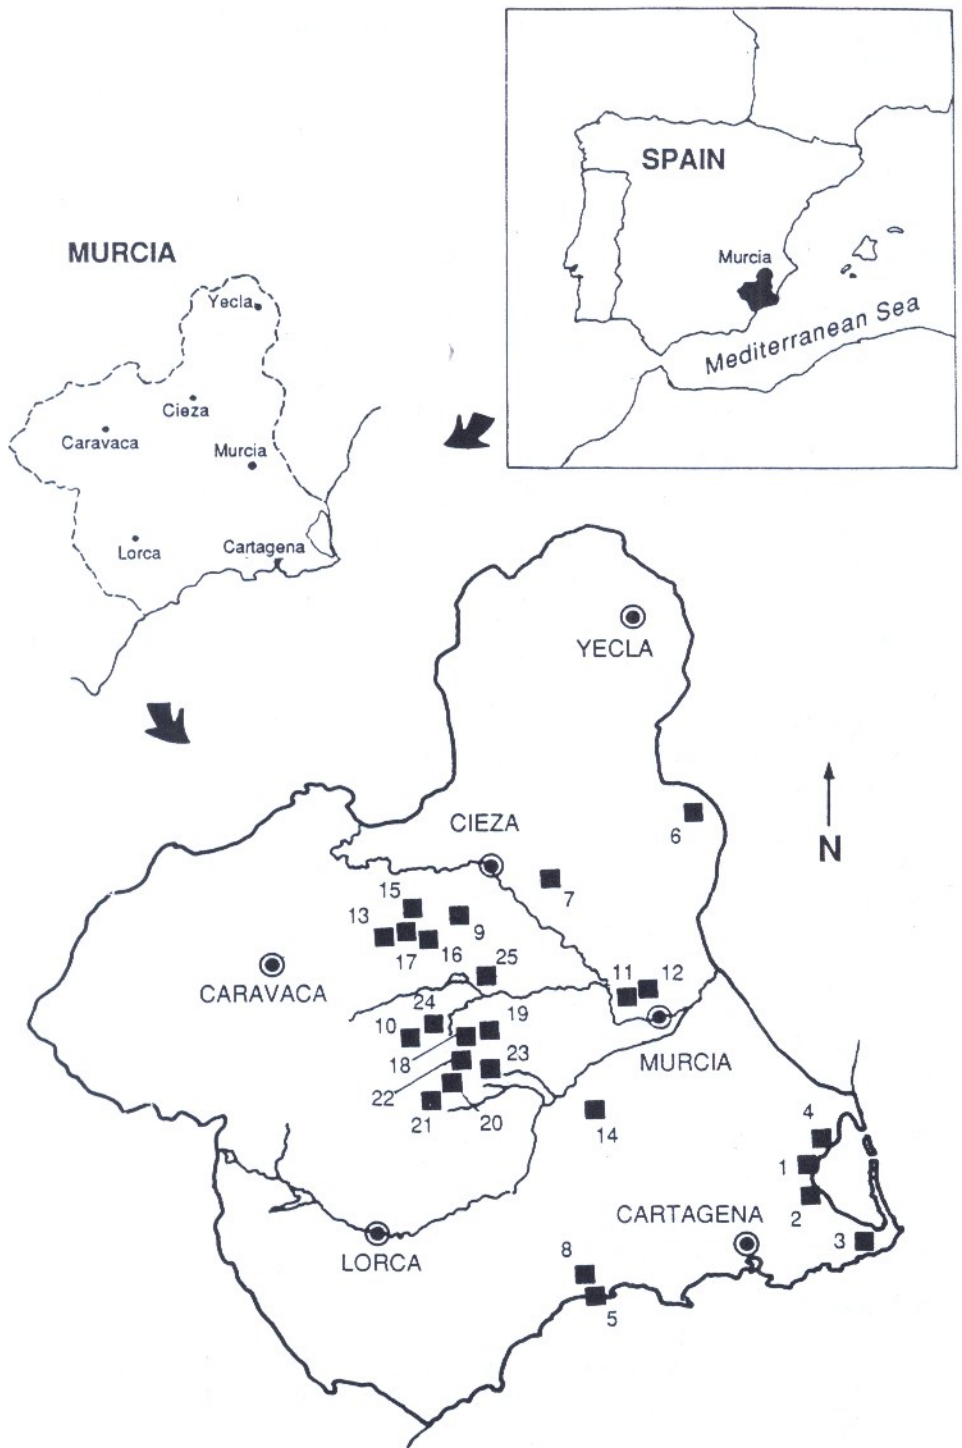 SPAIN
Murcia
Mediterranean Sea
MURCIA
Yecla
Cieza
Caravaca
Murcia
Lorca
Cartagena
YECLA
CIEZA
6
N
7
15
13
9
17
16
25
CARAVACA
11
12
24
10
19
18
MURCIA
23
22
21
20
14
4
1
2
CARTAGENA
3
8
LORCA
5